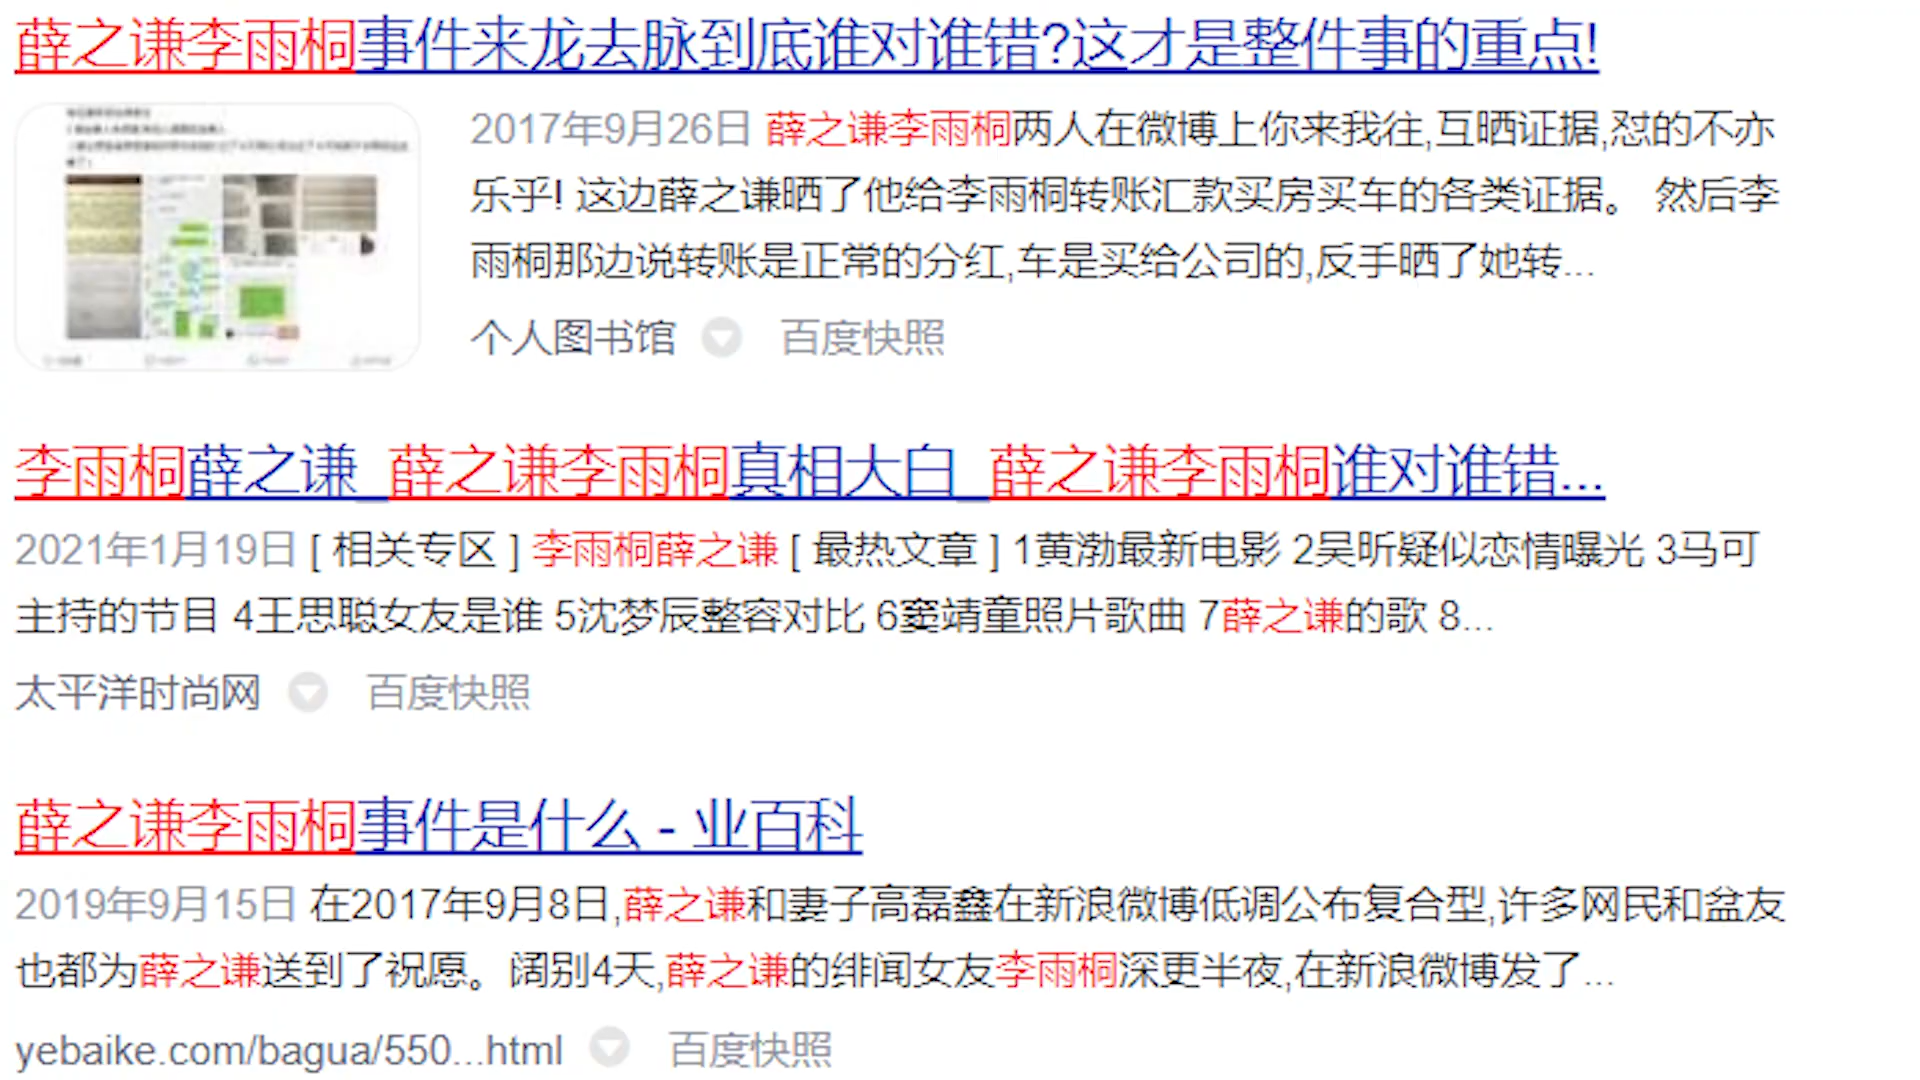 薛之谦李雨桐事件来龙去脉到底谁对谁错?这才是整件事的重点!
2017年9月26日 薛之谦李雨桐两人在微博上你来我往,互晒证据,怼的不亦
乐乎! 这边薛之谦晒了他给李雨桐转账汇款买房买车的各类证据。 然后李
雨桐那边说转账是正常的分红,车是买给公司的,反手晒了她转...
个人图书馆 百度快照
李雨桐薛之谦_薛之谦李雨桐真相大白_薛之谦李雨桐谁对谁错...
2021年1月19日 [ 相关专区 ] 李雨桐薛之谦 [ 最热文章 ] 1黄渤最新电影 2吴昕疑似恋情曝光 3马可
主持的节目 4王思聪女友是谁 5沈梦辰整容对比 6窦靖童照片歌曲 7薛之谦的歌 8...
太平洋时尚网 百度快照
薛之谦李雨桐事件是什么 - 业百科
2019年9月15日 在2017年9月8日,薛之谦和妻子高磊鑫在新浪微博低调公布复合型,许多网民和盆友
也都为薛之谦送到了祝愿。阔别4天,薛之谦的绯闻女友李雨桐深更半夜,在新浪微博发了...
yebaike.com/bagua/550...html 百度快照